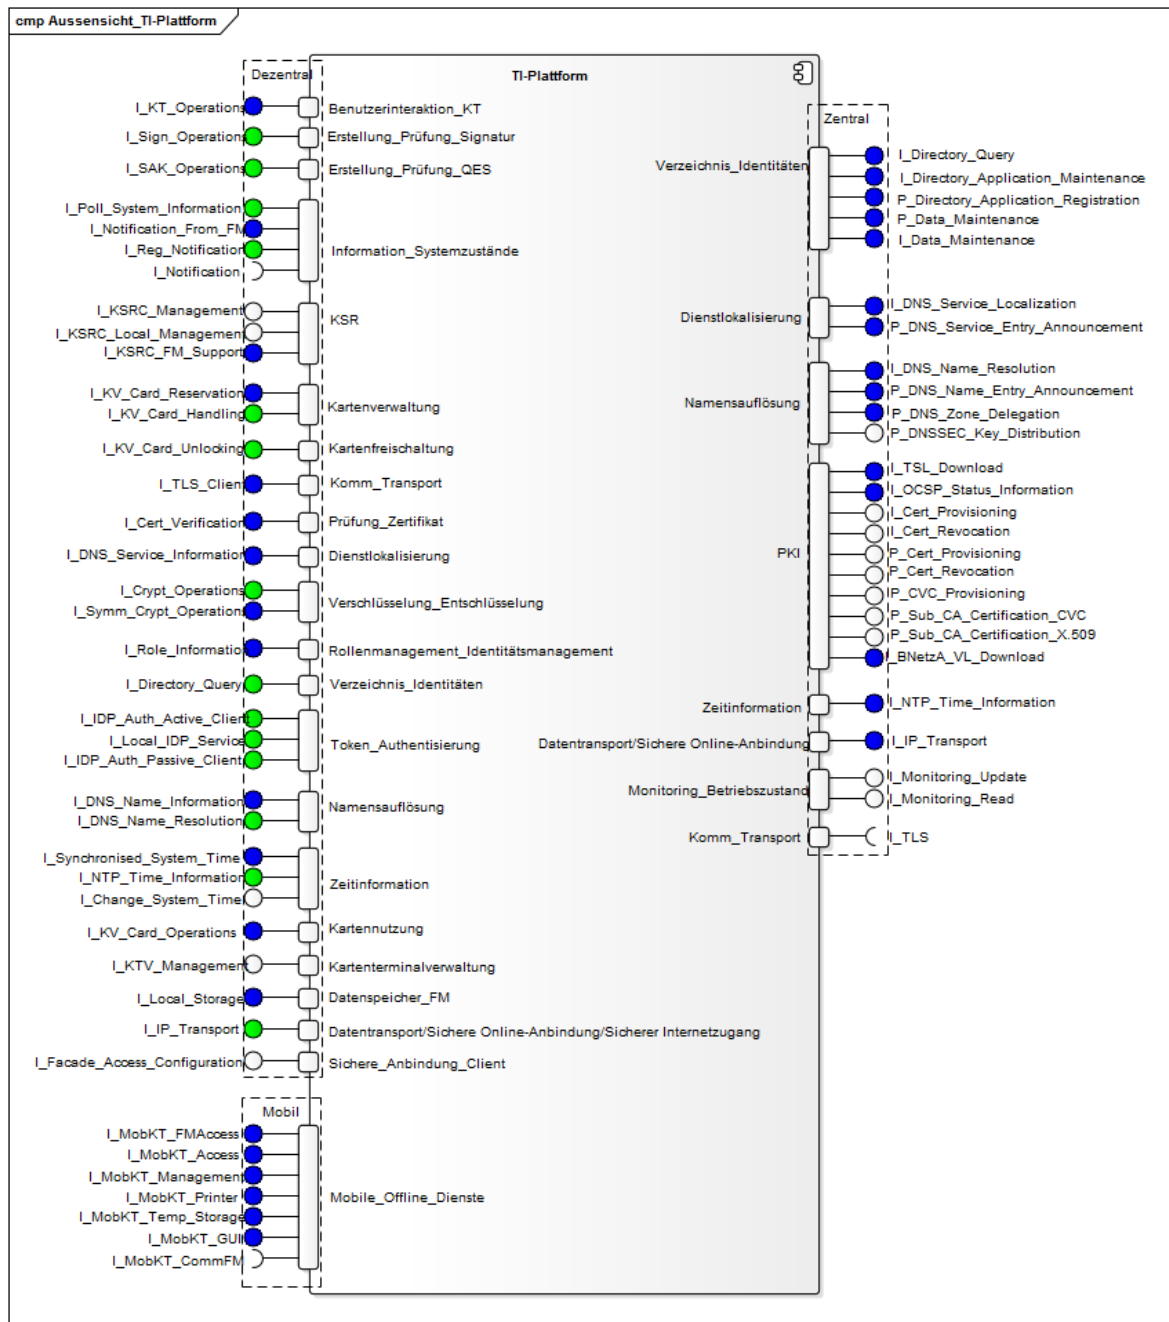 cmp Aussensicht_TI-Plattform
TI-Plattform
Dezentral
I_KT_Operations
Benutzerinteraktion_KT
I_Sign_Operations
Erstellung_Prüfung_Signatur
I_SAK_Operations
Erstellung_Prüfung_QES
I_Poll_System_Information
I_Notification_From_FM
I_Reg_Notification
I_Notification
Information_Systemzustände
I_KSRC_Management
I_KSRC_Local_Management
I_KSRC_FM_Support
KSR
I_KV_Card_Reservation
I_KV_Card_Handling
Kartenverwaltung
I_KV_Card_Unlocking
Kartenfreischaltung
I_TLS_Client
Komm_Transport
I_Cert_Verification
Prüfung_Zertifikat
I_DNS_Service_Information
Dienstlokalisierung
I_Crypt_Operations
I_Symm_Crypt_Operations
Verschlüsselung_Entschlüsselung
I_Role_Information
Rollenmanagement_Identitätsmanagement
I_Directory_Query
Verzeichnis_Identitäten
I_IDP_Auth_Active_Client
I_Local_IDP_Service
I_IDP_Auth_Passive_Client
Token_Authentisierung
I_DNS_Name_Information
I_DNS_Name_Resolution
Namensauflösung
I_Synchronised_System_Time
I_NTP_Time_Information
I_Change_System_Time
Zeitinformation
I_KV_Card_Operations
Kartennutzung
I_KTV_Management
Kartenterminalverwaltung
I_Local_Storage
Datenspeicher_FM
I_IP_Transport
Datentransport/Sichere Online-Anbindung/Sicherer Internetzugang
I_Facade_Access_Configuration
Sichere_Anbindung_Client
Mobil
I_MobKT_FMAccess
I_MobKT_Access
I_MobKT_Management
I_MobKT_Printer
I_MobKT_Temp_Storage
I_MobKT_GUI
I_MobKT_CommFM
Mobile_Offline_Dienste
Zentral
Verzeichnis_Identitäten
I_Directory_Query
I_Directory_Application_Maintenance
P_Directory_Application_Registration
P_Data_Maintenance
I_Data_Maintenance
Dienstlokalisierung
I_DNS_Service_Localization
P_DNS_Service_Entry_Announcement
Namensauflösung
I_DNS_Name_Resolution
P_DNS_Name_Entry_Announcement
P_DNS_Zone_Delegation
P_DNSSEC_Key_Distribution
PKI
I_TSL_Download
I_OCSP_Status_Information
I_Cert_Provisioning
I_Cert_Revocation
P_Cert_Provisioning
P_Cert_Revocation
P_CVC_Provisioning
P_Sub_CA_Certification_CVC
P_Sub_CA_Certification_X.509
I_BNetzA_VL_Download
Zeitinformation
I_NTP_Time_Information
Datentransport/Sichere Online-Anbindung
I_IP_Transport
Monitoring_Betriebszustand
I_Monitoring_Update
I_Monitoring_Read
Komm_Transport
I_TLS